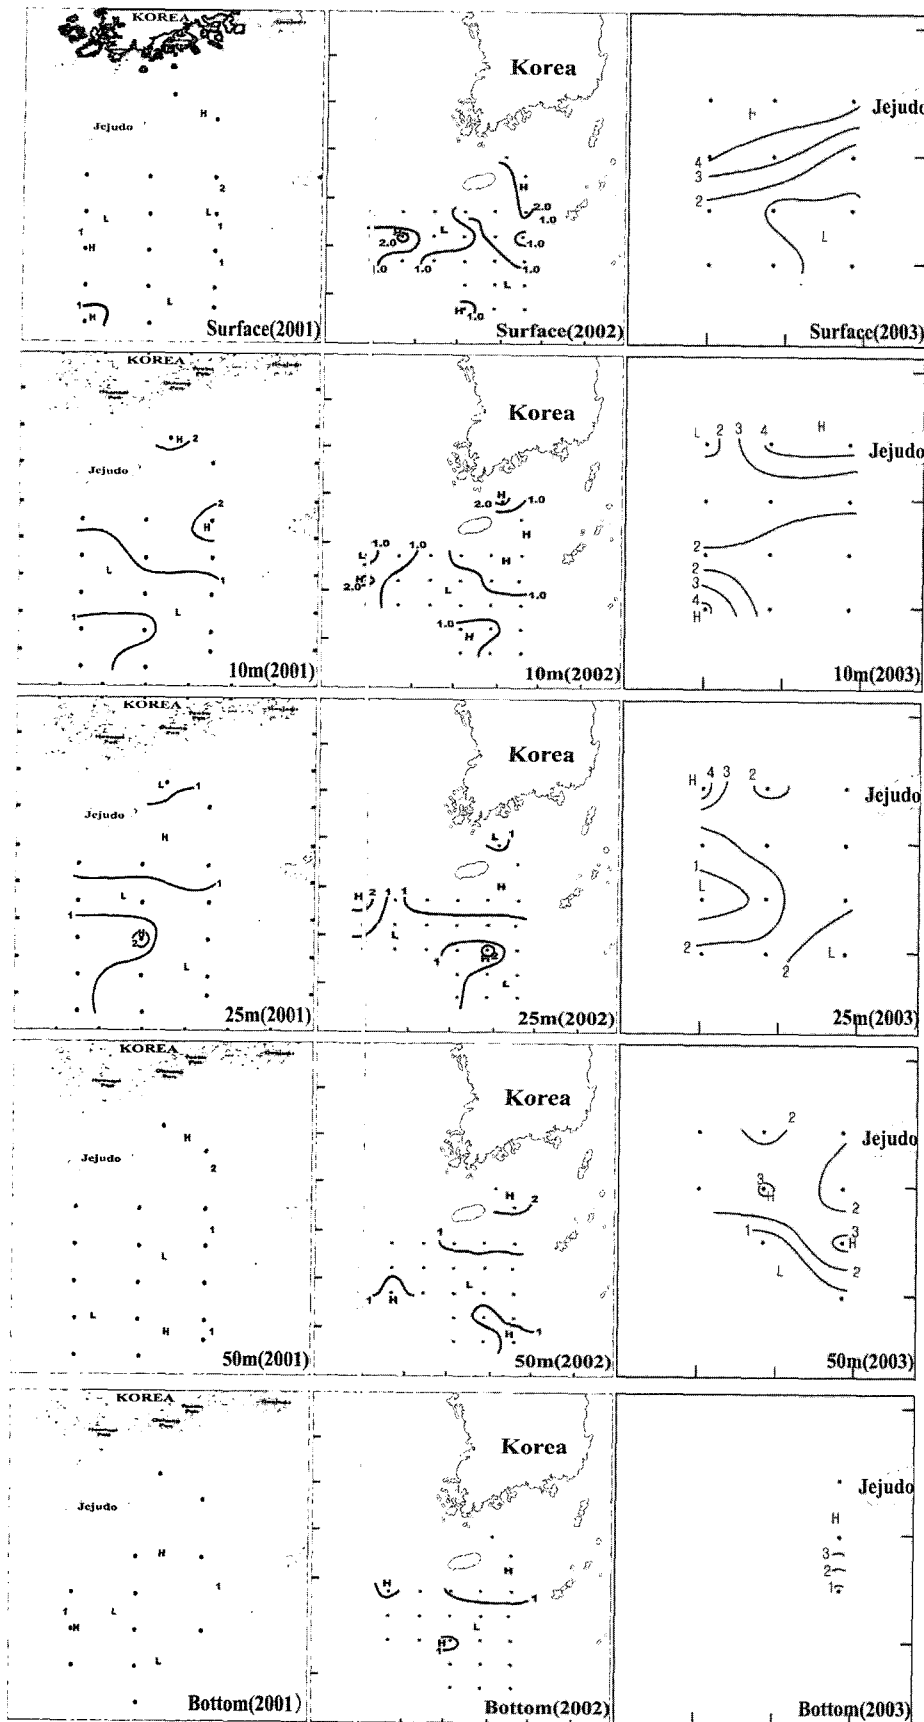 KOREA
Jejudo
H
2
L
L
1
1
H
1
1
L
H
Surface(2001)
Korea
H
2.0
1.0
H
2.0
L
1.0
1.0
1.0
1.0
L
H
1.0
Surface(2002)
Jejudo
4
3
2
L
Surface(2003)
KOREA
H
2
Jejudo
2
H
L
1
1
L
10m(2001)
Korea
H
2.0
1.0
H
L
1.0
1.0
H
2.0
L
1.0
1.0
H
10m(2002)
L
2
3
4
H
Jejudo
2
2
3
4
H
10m(2003)
KOREA
L
1
Jejudo
H
1
L
1
H
2
L
25m(2001)
Korea
L
1
H
H
2
1
1
L
1
H
2
L
25m(2002)
H
4
3
2
Jejudo
1
L
2
2
L
25m(2003)
KOREA
H
Jejudo
2
1
L
L
H
1
50m(2001)
Korea
H
2
1
L
1
H
H
1
50m(2002)
2
Jejudo
3
H
2
3
1
H
2
L
50m(2003)
KOREA
Jejudo
H
1
1
L
H
L
Bottom(2001)
Korea
H
H
1
L
H
1
Bottom(2002)
Jejudo
H
3
2
1
Bottom(2003)